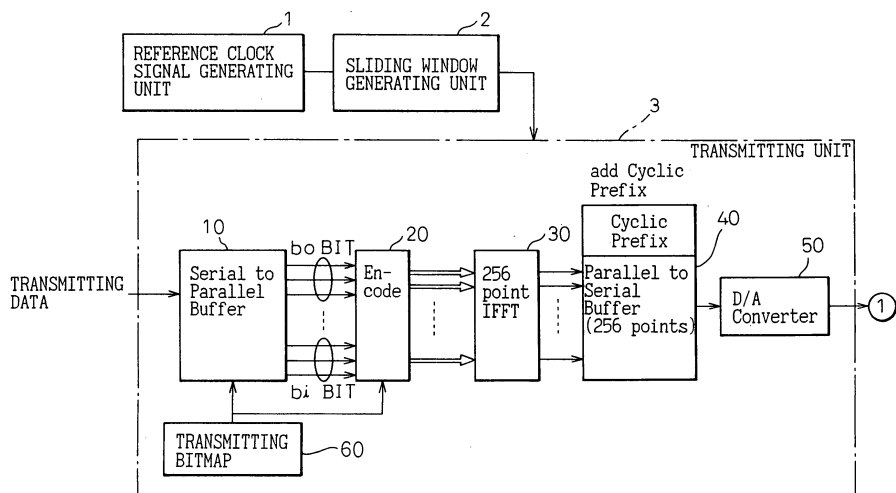 1
REFERENCE CLOCK
SIGNAL GENERATING
UNIT
2
SLIDING WINDOW
GENERATING UNIT
3
TRANSMITTING UNIT
add Cyclic
Prefix
10
bo BIT
20
30
Cyclic
Prefix
40
50
TRANSMITTING
DATA
Serial to
Parallel
Buffer
En-
code
256
point
IFFT
Parallel to
Serial
Buffer
(256 points)
D/A
Converter
1
bi BIT
TRANSMITTING
BITMAP
60